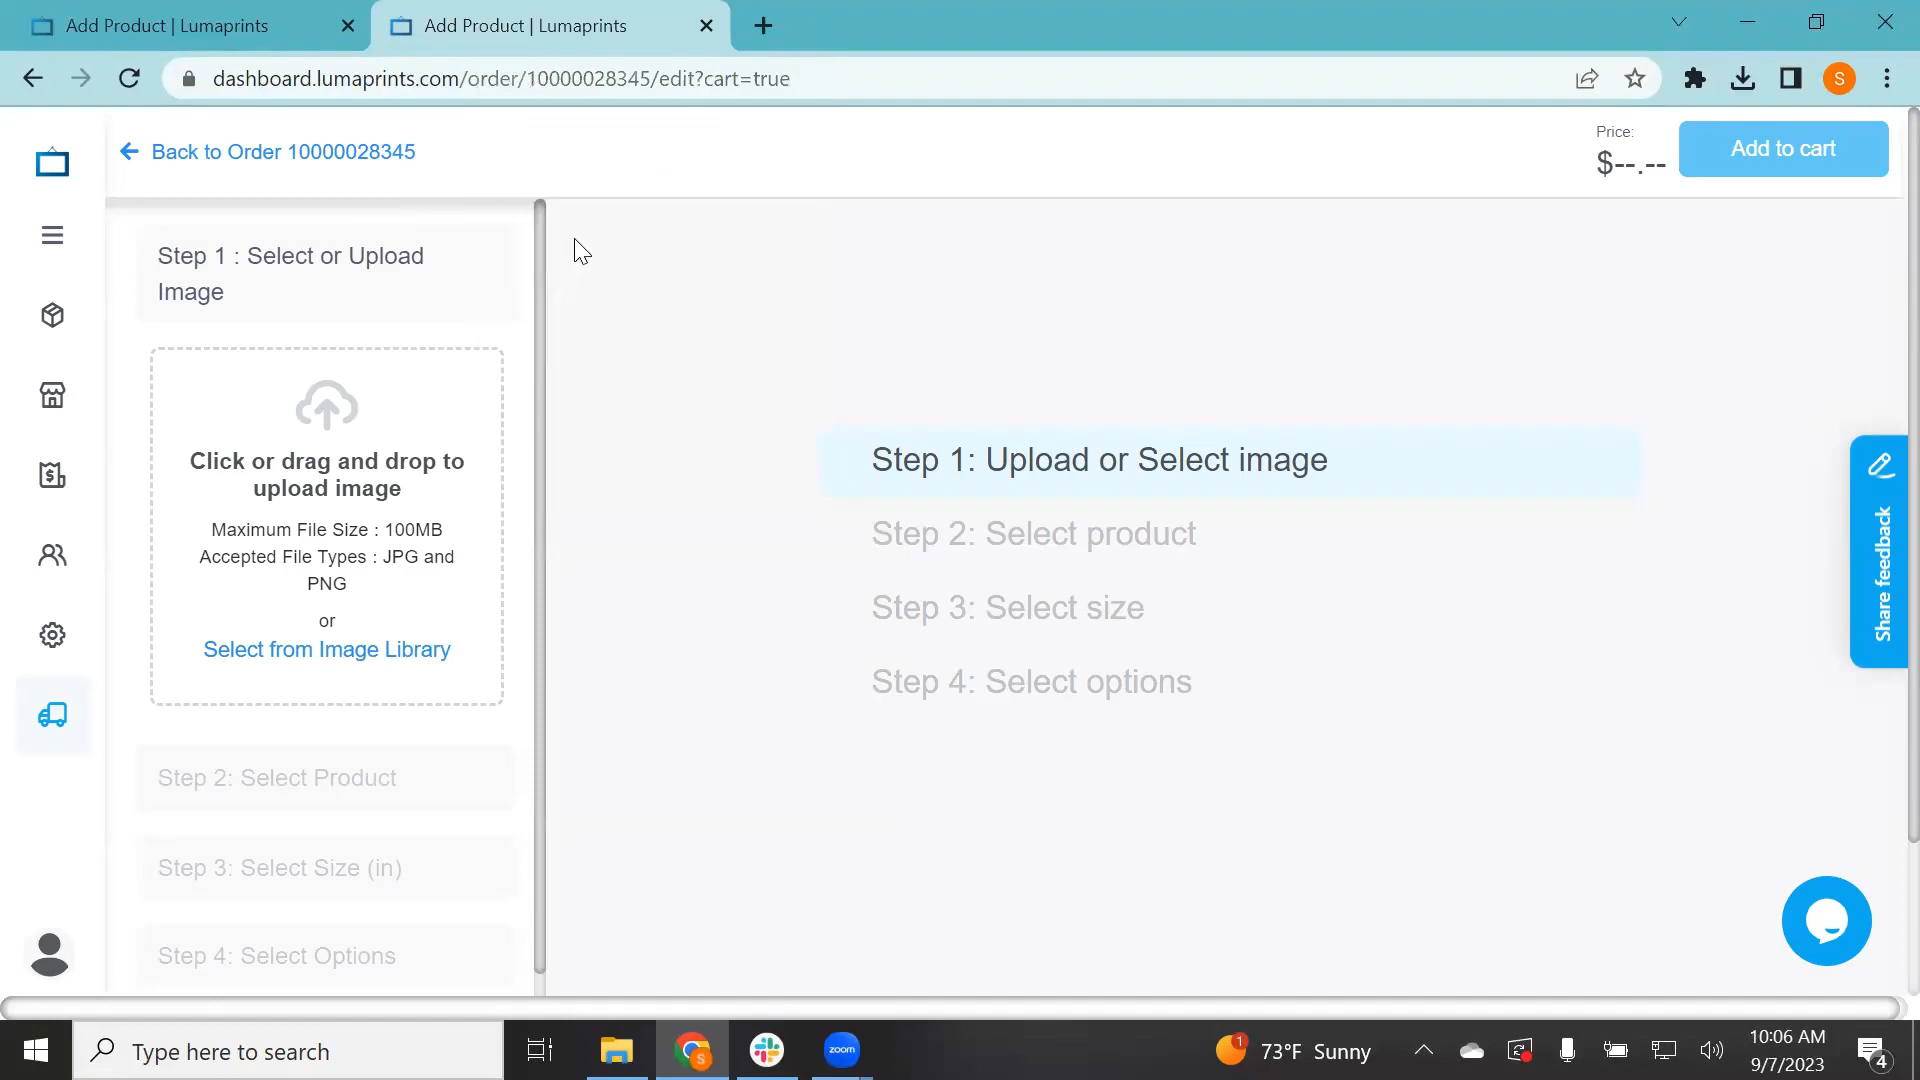 Add Product | Lumaprints
Add Product | Lumaprints
dashboard.lumaprints.com/order/10000028345/edit?cart=true
S
Back to Order 10000028345
Price:
$--.--
Add to cart
Step 1 : Select or Upload
Image
Click or drag and drop to
upload image
Maximum File Size : 100MB
Accepted File Types : JPG and
PNG
or
Select from Image Library
Step 2: Select Product
Step 3: Select Size (in)
Step 4: Select Options
Step 1: Upload or Select image
Step 2: Select product
Step 3: Select size
Step 4: Select options
Share feedback
Type here to search
S
zoom
1
73°F Sunny
10:06 AM
9/7/2023
4